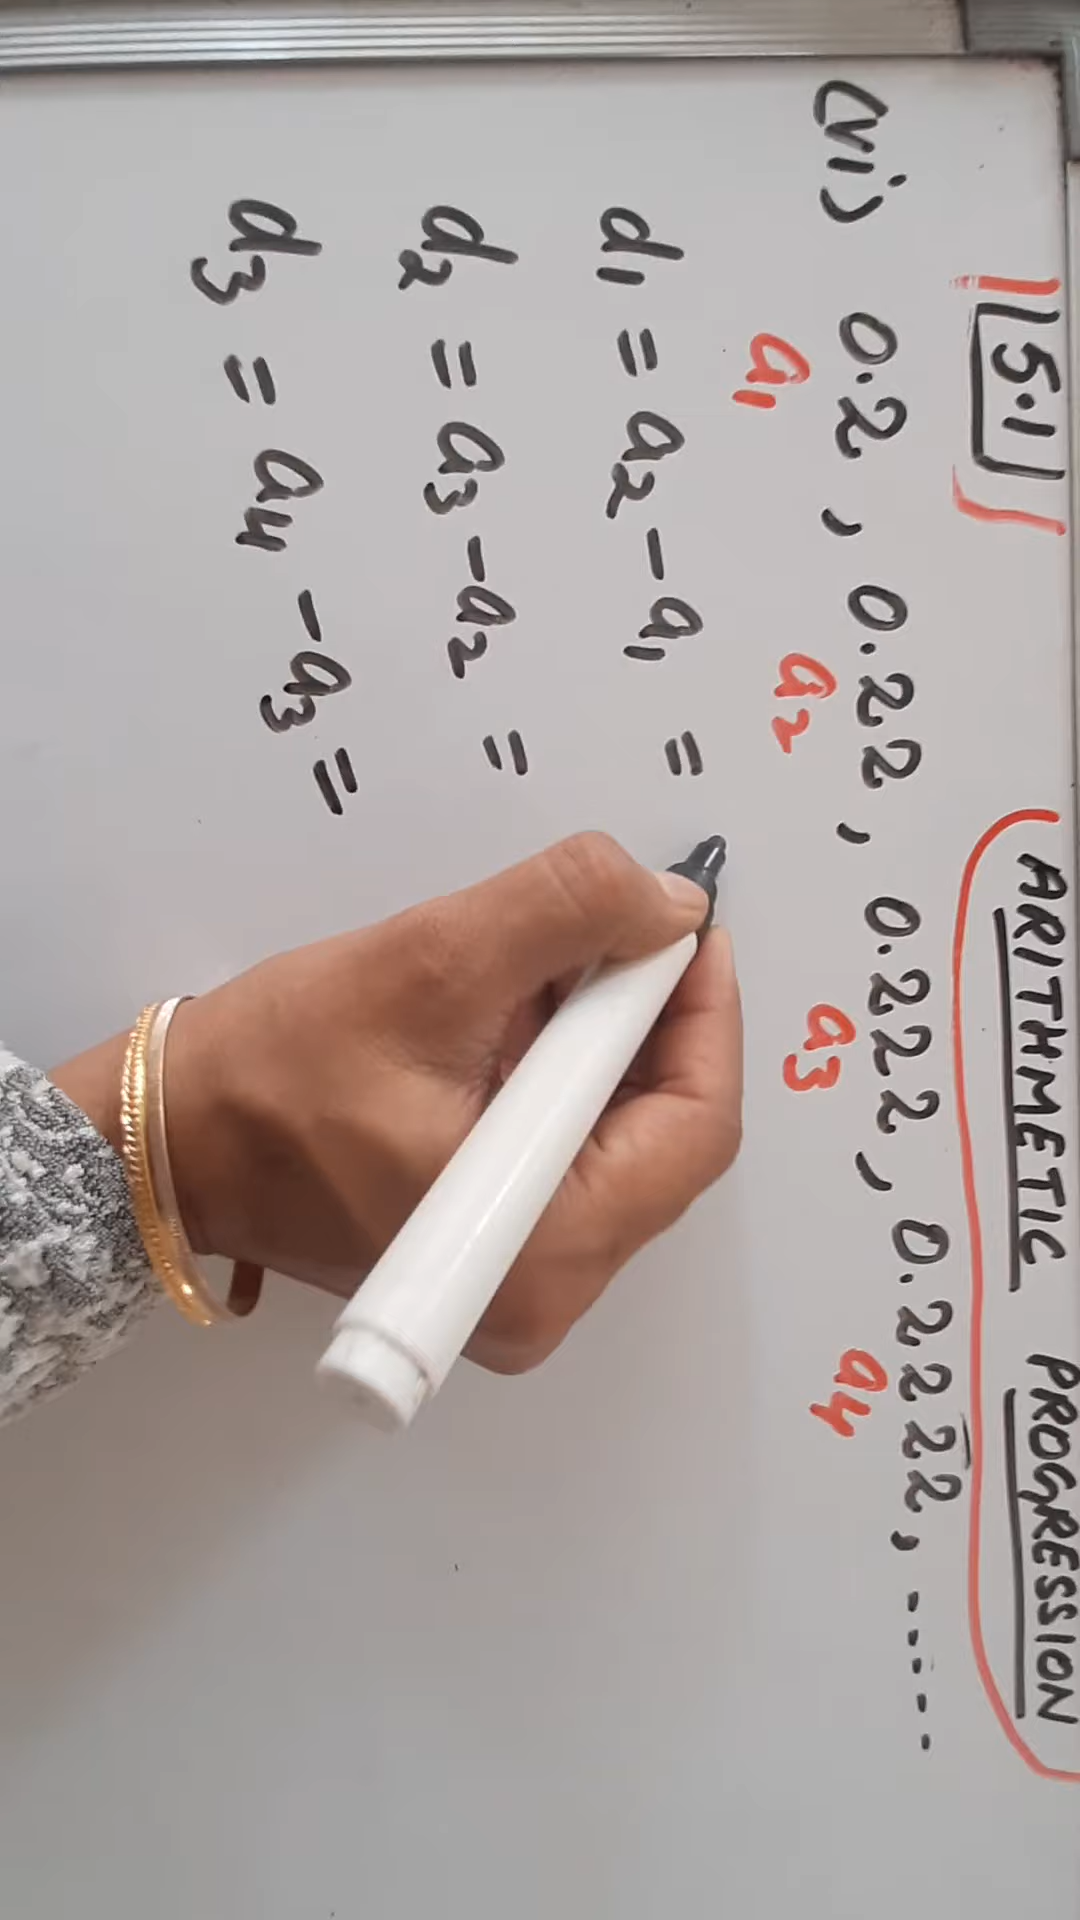 5.1 ARITHMETIC PROGRESSION
(vi) 0.2, 0.22, 0.222, 0.2222, -----
a1 a2 a3 a4
d1 = a2 - a1 =
d2 = a3 - a2 =
d3 = a4 - a3 =